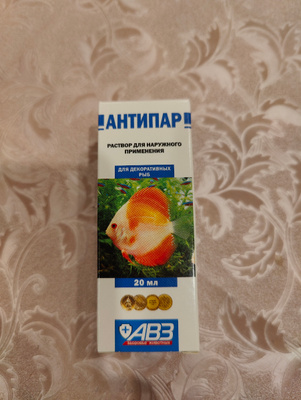 АНТИПАР
РАСТВОР ДЛЯ НАРУЖНОГО
ПРИМЕНЕНИЯ
ДЛЯ ДЕКОРАТИВНЫХ
РЫБ
20 мл
АВЗ